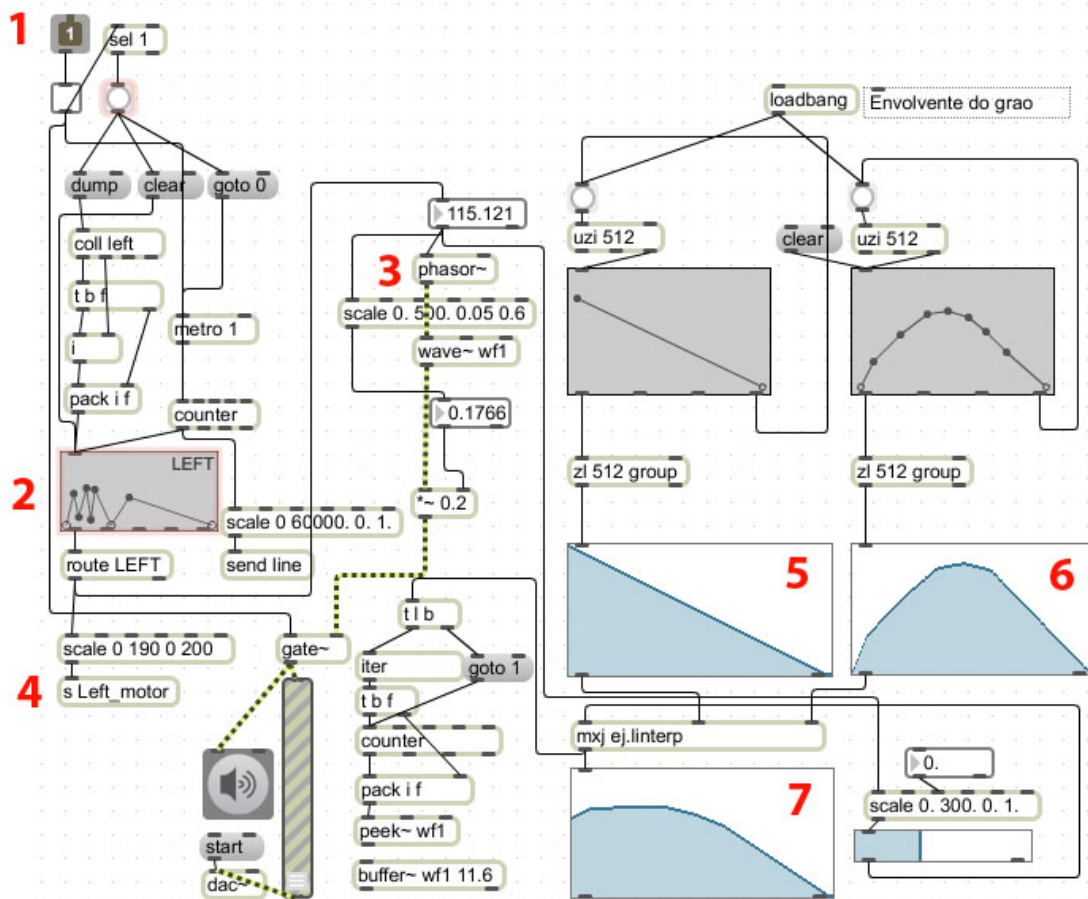 1
1
sel 1
loadbang
Envolvente do grao
dump
clear
goto 0
115.121
coll left
uzi 512
clear
uzi 512
3
phasor~
t b f
scale 0. 500. 0.05 0.6
metro 1
i
wave~ wf1
pack i f
counter
0.1766
2
LEFT
zl 512 group
zl 512 group
*~ 0.2
scale 0 60000. 0. 1.
route LEFT
send line
5
6
t l b
scale 0 190 0 200
gate~
iter
goto 1
4
s Left_motor
t b f
counter
mxj ej.linterp
0.
pack i f
7
scale 0. 300. 0. 1.
peek~ wf1
start
buffer~ wf1 11.6
dac~